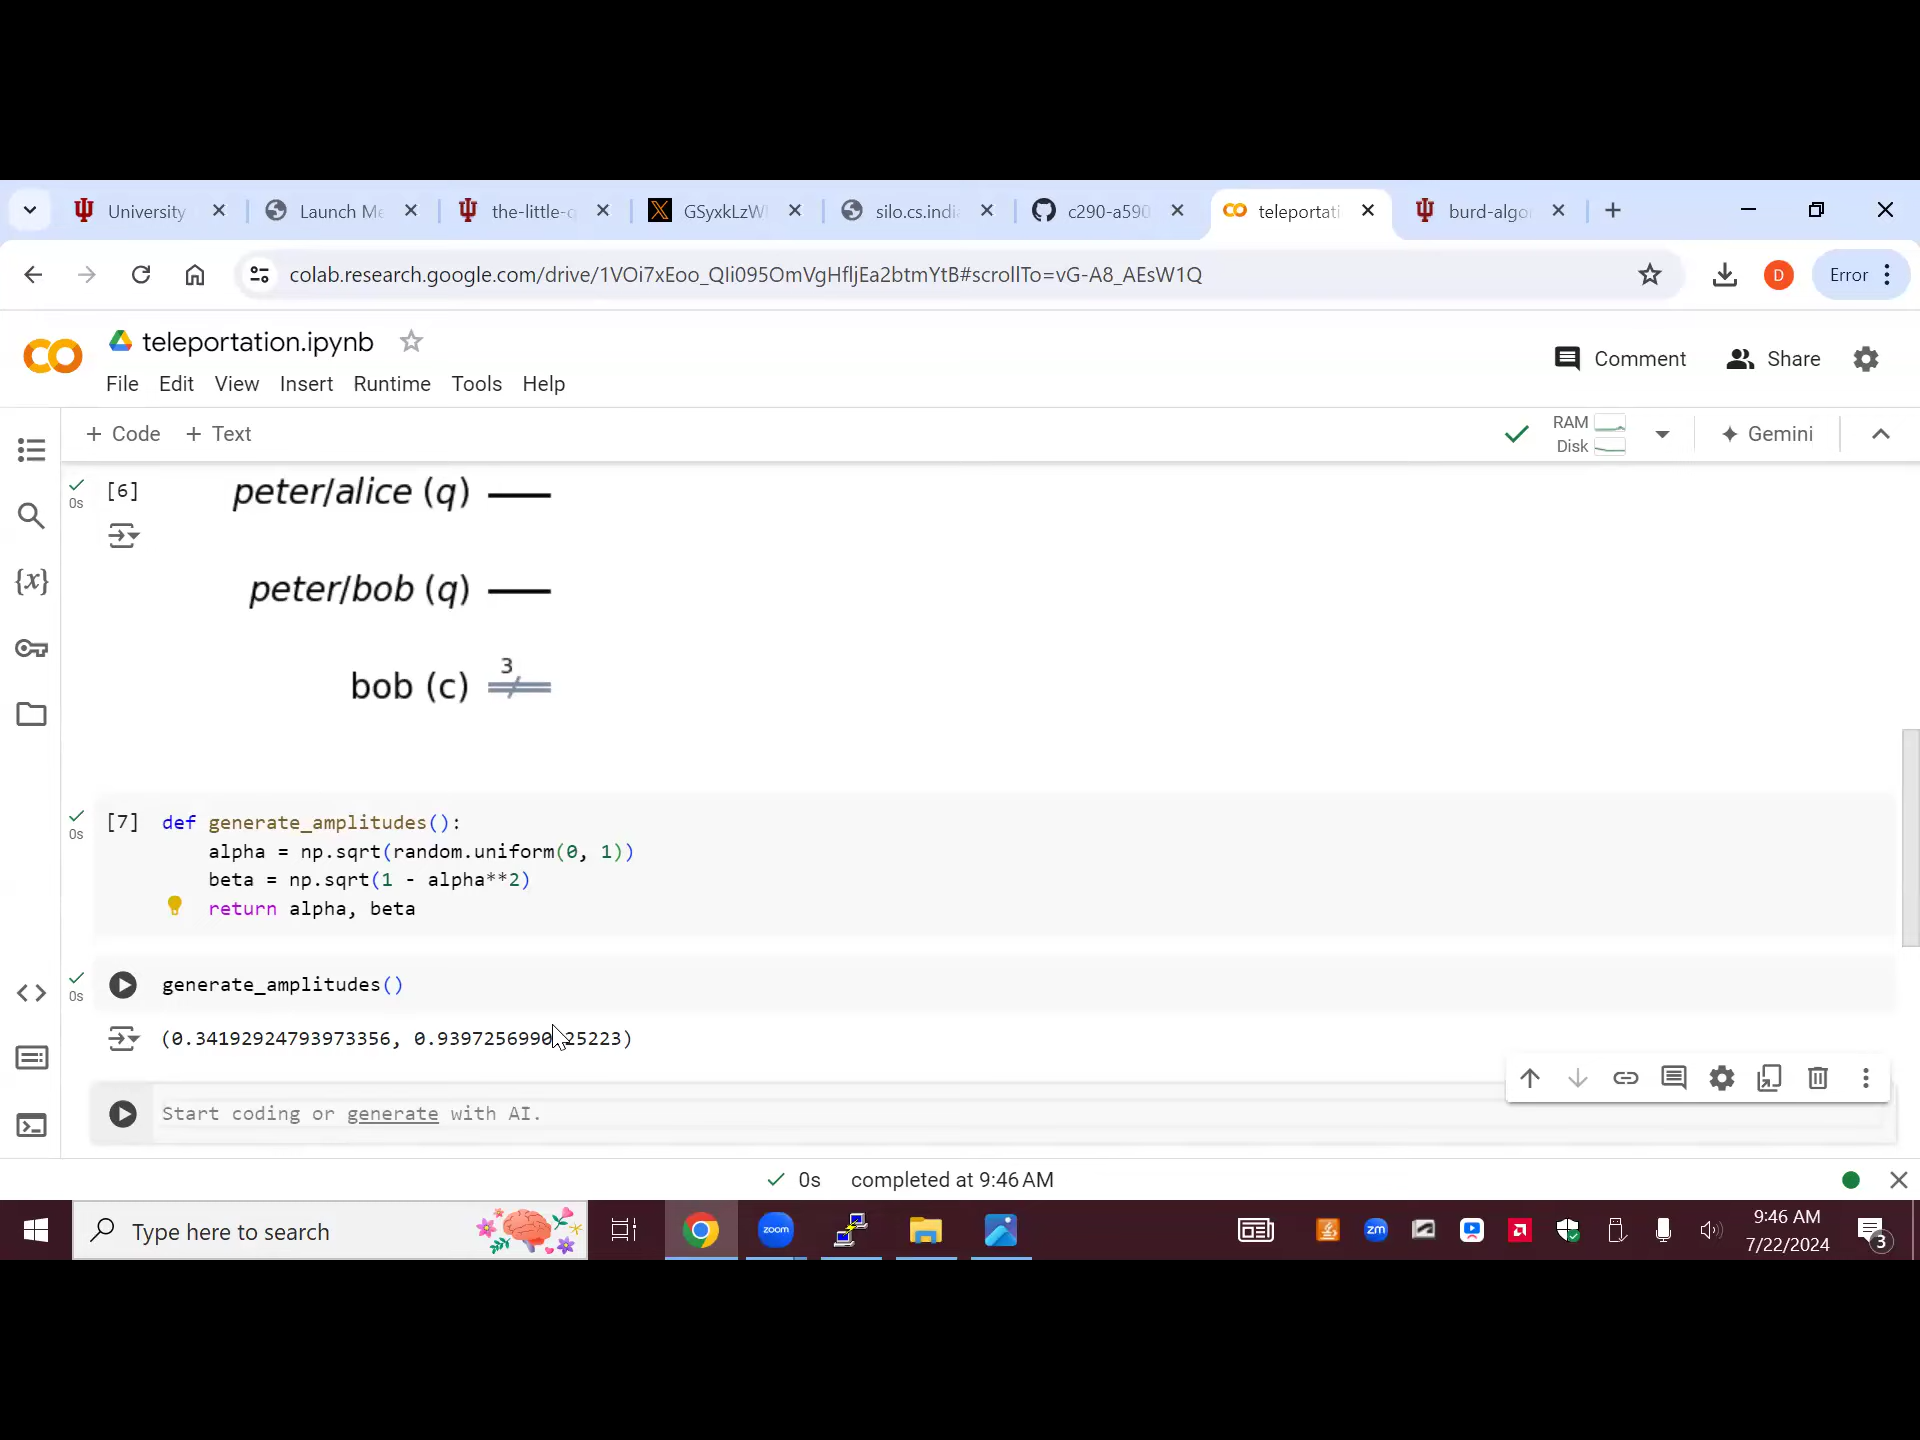 University
Launch Me
the-little-q
GSyxkLzW
silo.cs.indi
c290-a590
teleportati
burd-algo
colab.research.google.com/drive/1VOi7xEoo_Qli095OmVgHfljEa2btmYtB#scrollTo=vG-A8_AEsW1Q
D
Error
teleportation.ipynb
File Edit View Insert Runtime Tools Help
Comment
Share
+ Code + Text
RAM
Disk
Gemini
0s
[6]
peter/alice (q)
peter/bob (q)
3
bob (c)
0s
[7]
def generate_amplitudes():
alpha = np.sqrt(random.uniform(0, 1))
beta = np.sqrt(1 - alpha**2)
return alpha, beta
0s
generate_amplitudes()
(0.34192924793973356, 0.9397256990 25223)
Start coding or generate with AI.
0s completed at 9:46 AM
Type here to search
zoom
zm
9:46 AM
7/22/2024
3